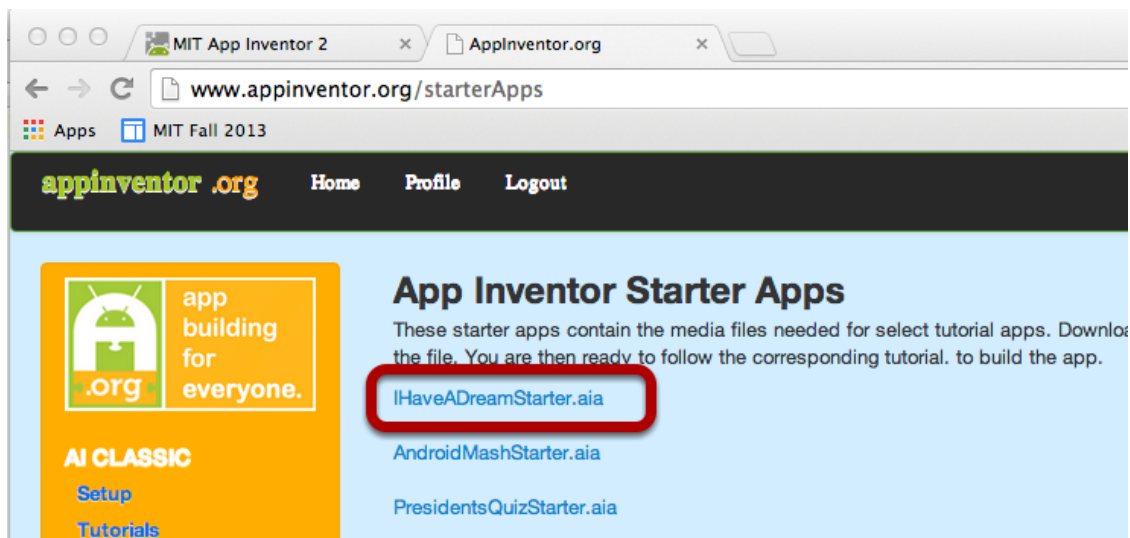 MIT App Inventor 2
AppInventor.org
www.appinventor.org/starterApps
Apps
MIT Fall 2013
appinventor .org
Home
Profile
Logout
app
building
for
everyone.
.org
App Inventor Starter Apps
These starter apps contain the media files needed for select tutorial apps. Downloa
the file. You are then ready to follow the corresponding tutorial. to build the app.
IHaveADreamStarter.aia
AndroidMashStarter.aia
PresidentsQuizStarter.aia
AI CLASSIC
Setup
Tutorials